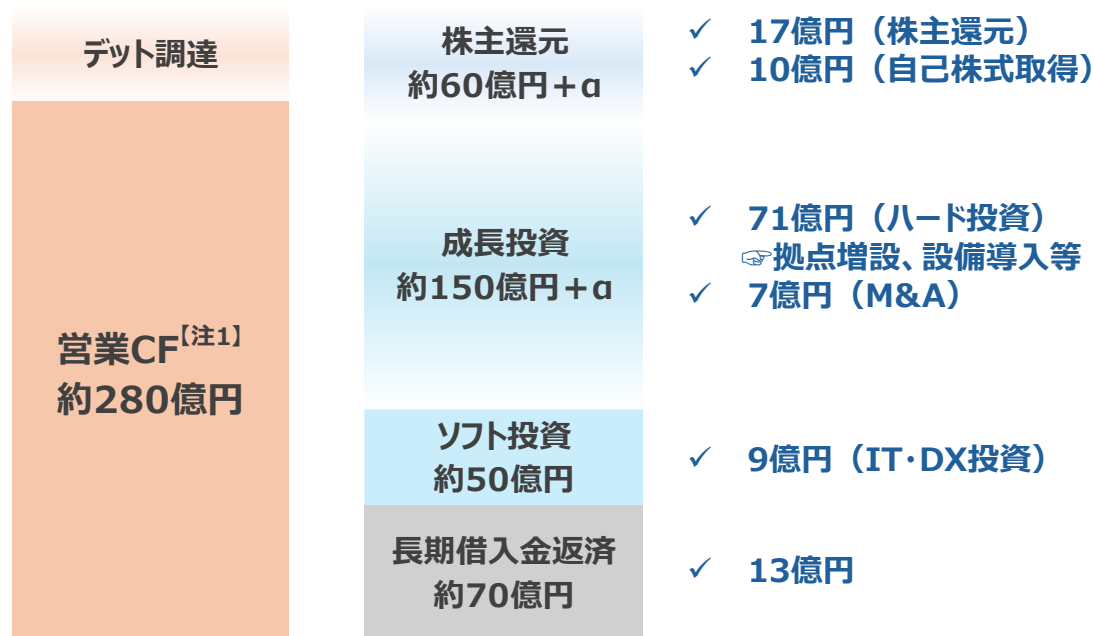 デット調達
営業CF【注1】
約280億円
株主還元
約60億円＋α
成長投資
約150億円＋α
ソフト投資
約50億円
長期借入金返済
約70億円
✓ 17億円（株主還元）
✓ 10億円（自己株式取得）
✓ 71億円（ハード投資）
☞拠点増設、設備導入等
✓ 7億円（M&A）
✓ 9億円（IT・DX投資）
✓ 13億円